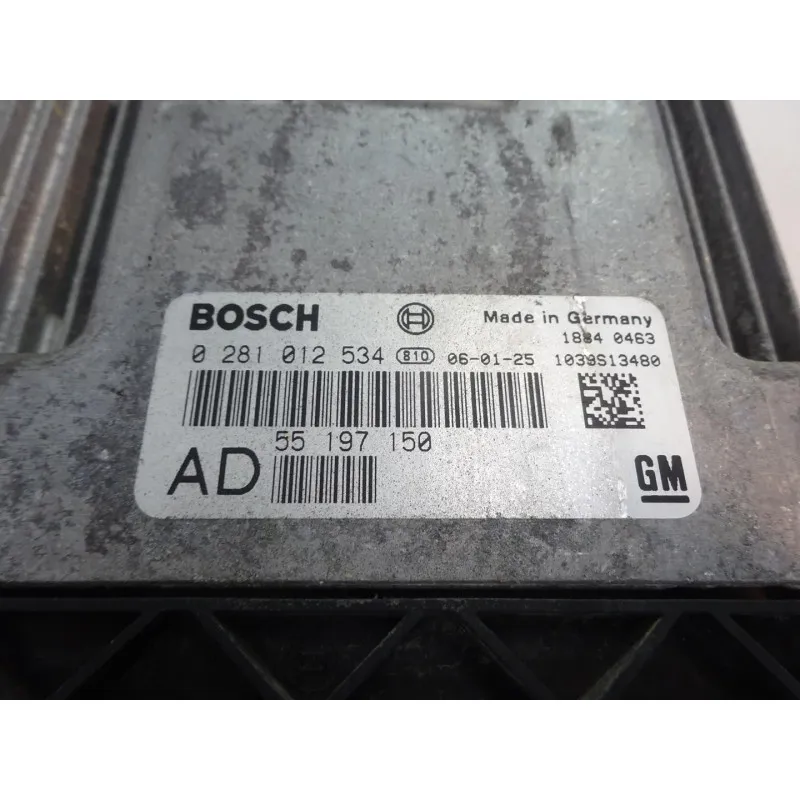 BOSCH
Made in Germany
1884 0463
0 281 012 534 810 06-01-25 1039S13480
55 197 150
AD
GM